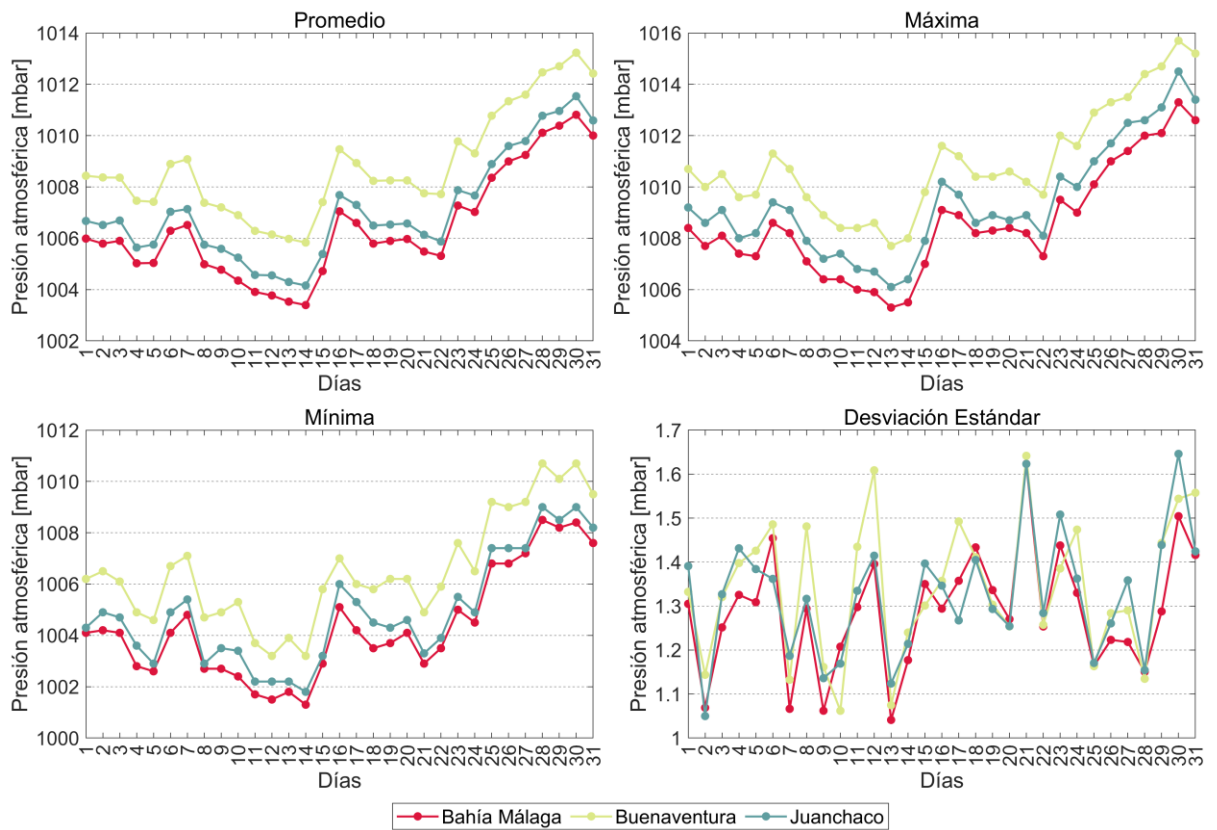 Promedio
Presión atmosférica [mbar]
1014
1012
1010
1008
1006
1004
1002
1 2 3 4 5 6 7 8 9 10 11 12 13 14 15 16 17 18 19 20 21 22 23 24 25 26 27 28 29 30 31
Días
Máxima
Presión atmosférica [mbar]
1016
1014
1012
1010
1008
1006
1004
1 2 3 4 5 6 7 8 9 10 11 12 13 14 15 16 17 18 19 20 21 22 23 24 25 26 27 28 29 30 31
Días
Mínima
Presión atmosférica [mbar]
1012
1010
1008
1006
1004
1002
1000
1 2 3 4 5 6 7 8 9 10 11 12 13 14 15 16 17 18 19 20 21 22 23 24 25 26 27 28 29 30 31
Días
Desviación Estándar
Presión atmosférica [mbar]
1.7
1.6
1.5
1.4
1.3
1.2
1.1
1
1 2 3 4 5 6 7 8 9 10 11 12 13 14 15 16 17 18 19 20 21 22 23 24 25 26 27 28 29 30 31
Días
Bahía Málaga Buenaventura Juanchaco